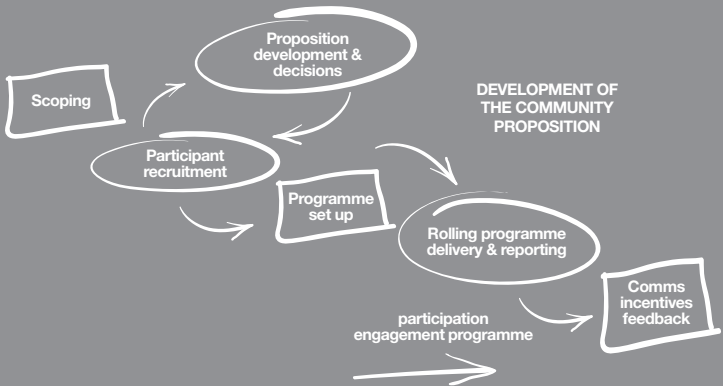 Proposition
development &
decisions
Scoping
DEVELOPMENT OF
THE COMMUNITY
PROPOSITION
Participant
recruitment
Programme
set up
Rolling programme
delivery & reporting
Comms
incentives
feedback
participation
engagement programme